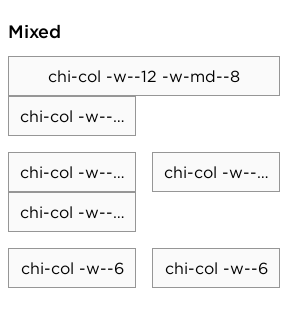 Mixed
chi-col -w--12 -w-md--8
chi-col -w--...
chi-col -w--... chi-col -w--...
chi-col -w--...
chi-col -w--6 chi-col -w--6